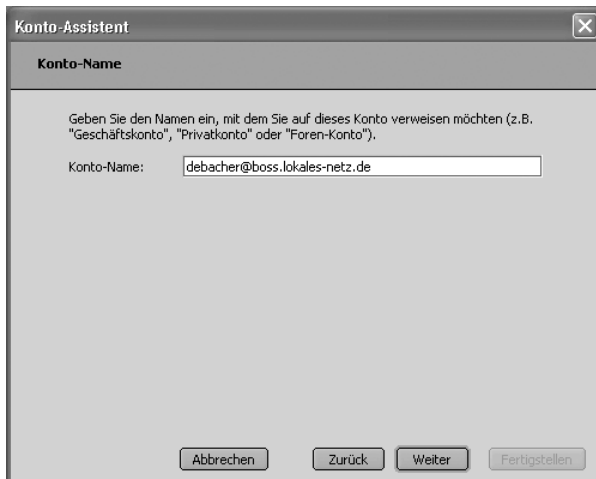 Konto-Assistent
Konto-Name
Geben Sie den Namen ein, mit dem Sie auf dieses Konto verweisen möchten (z.B.
"Geschäftskonto", "Privatkonto" oder "Foren-Konto").
Konto-Name: debacher@boss.lokales-netz.de
Abbrechen Zurück Weiter Fertigstellen